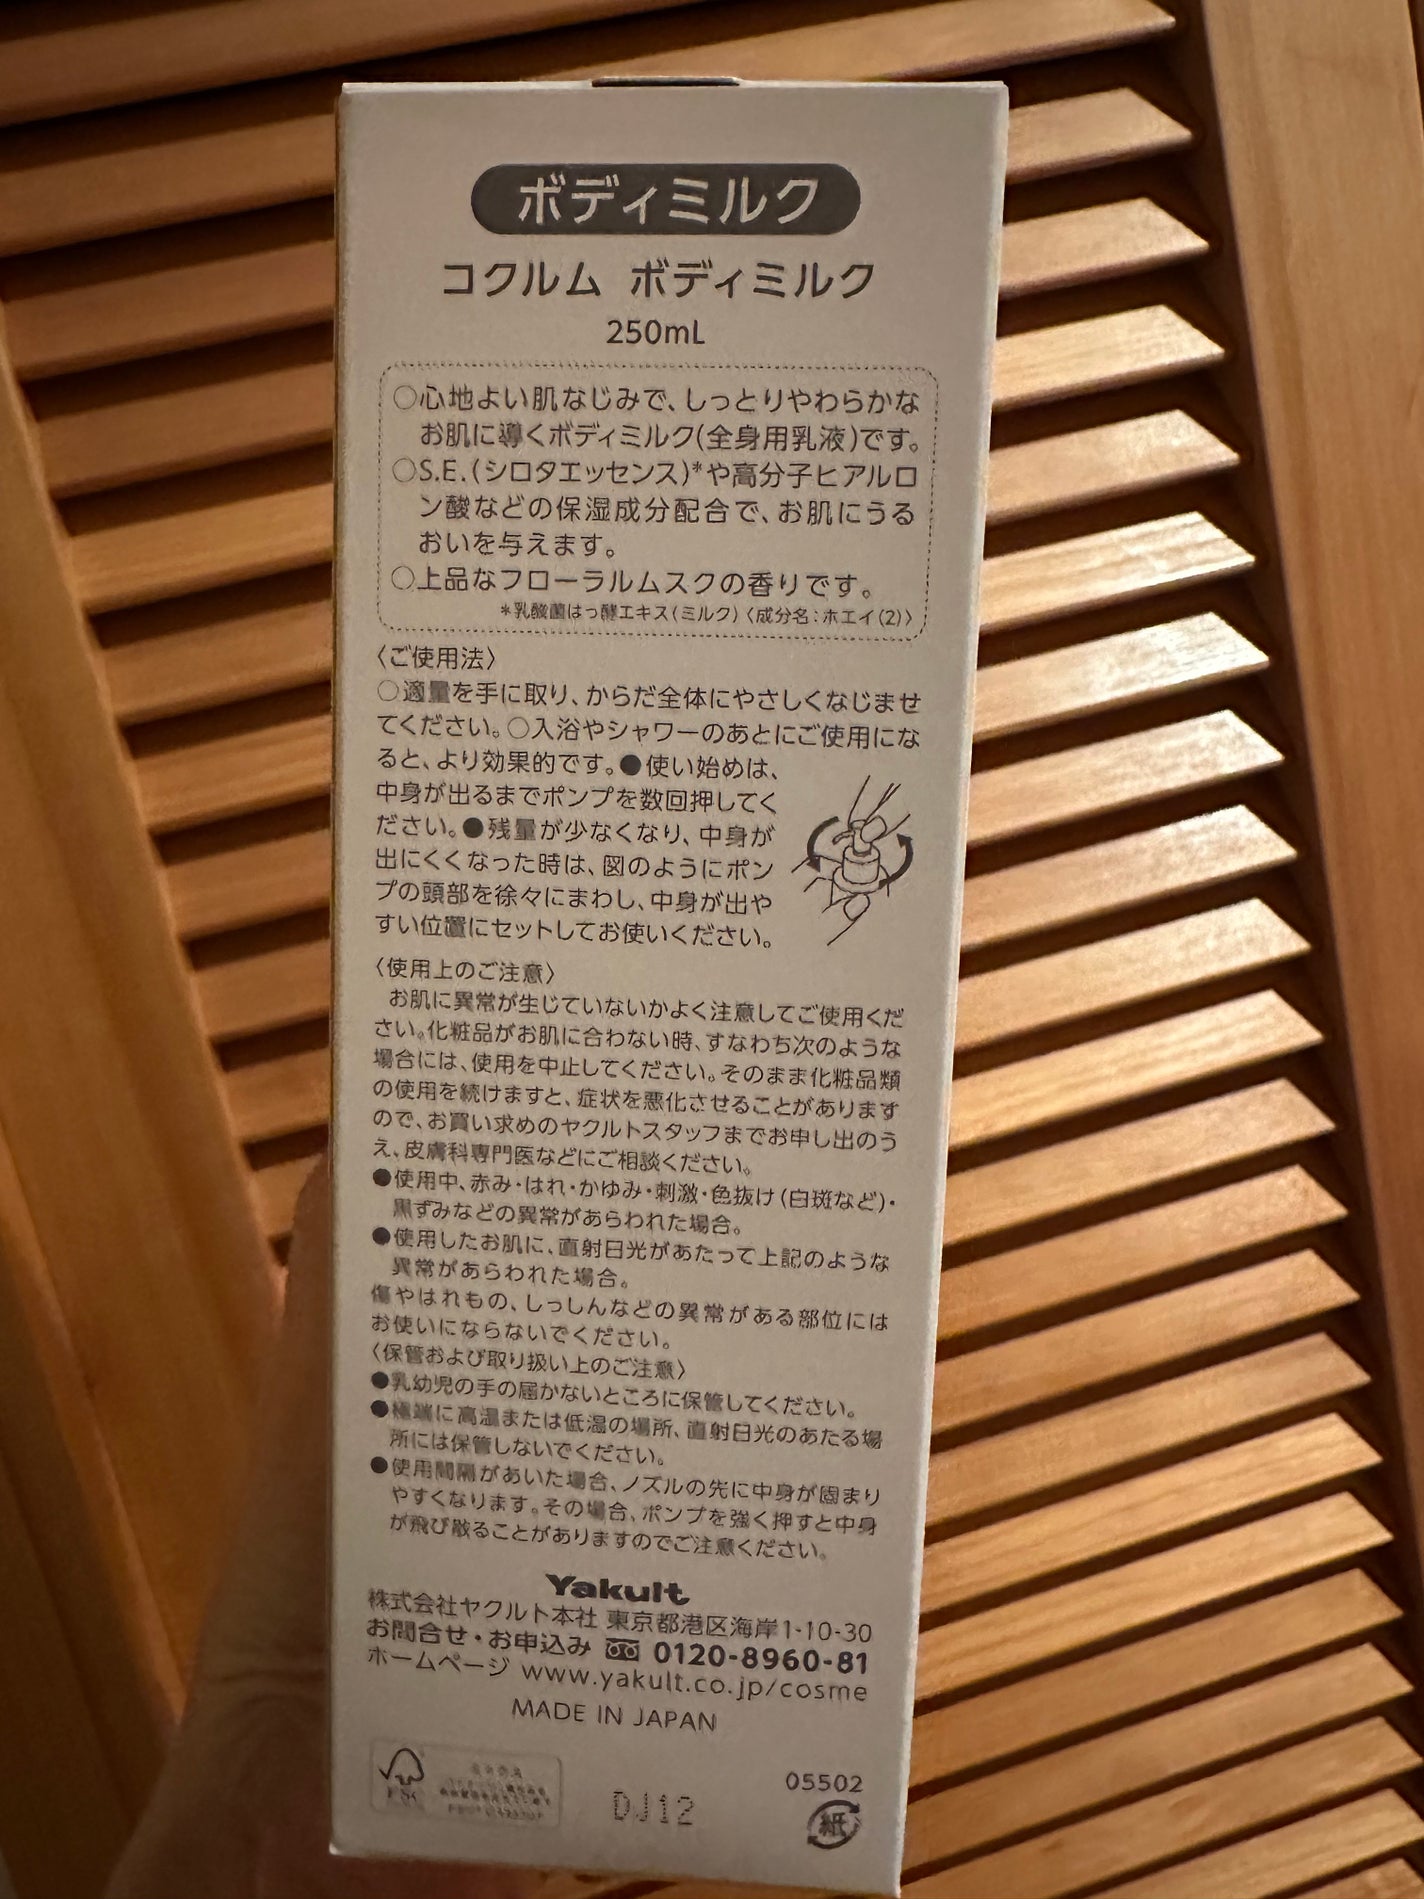 ボディミルク
コクルム ボディミルク
250mL
○心地よい肌なじみで、しっとりやわらかな
お肌に導くボディミルク(全身用乳液)です。
○S.E.(シロタエッセンス)*や高分子ヒアルロ
ン酸などの保湿成分配合で、お肌にうる
おいを与えます。
○上品なフローラルムスクの香りです。
*乳酸菌はっ酵エキス(ミルク)〈成分名:ホエイ(2)〉
〈ご使用法〉
○適量を手に取り、からだ全体にやさしくなじませ
てください。○入浴やシャワーのあとにご使用にな
ると、より効果的です。●使い始めは、
中身が出るまでポンプを数回押してく
ださい。●残量が少なくなり、中身が
出にくくなった時は、図のようにポン
プの頭部を徐々にまわし、中身が出や
すい位置にセットしてお使いください。
〈使用上のご注意〉
お肌に異常が生じていないかよく注意してご使用くだ
さい。化粧品がお肌に合わない時、すなわち次のような
場合には、使用を中止してください。そのまま化粧品類
の使用を続けますと、症状を悪化させることがあります
ので、お買い求めのヤクルトスタッフまでお申し出のう
え、皮膚科専門医などにご相談ください。
●使用中、赤み・はれ・かゆみ・刺激・色抜け(白斑など)・
黒ずみなどの異常があらわれた場合。
●使用したお肌に、直射日光があたって上記のような
異常があらわれた場合。
傷やはれもの、しっしんなどの異常がある部位には
お使いにならないでください。
〈保管および取り扱い上のご注意〉
●乳幼児の手の届かないところに保管してください。
●極端に高温または低温の場所、直射日光のあたる場
所には保管しないでください。
●使用間隔があいた場合、ノズルの先に中身が固まり
やすくなります。その場合、ポンプを強く押すと中身
が飛び散ることがありますのでご注意ください。
Yakult
株式会社ヤクルト本社 東京都港区海岸1-10-30
お問合せ・お申込み 0120-8960-81
ホームページ www.yakult.co.jp/cosme
MADE IN JAPAN
FSC
DJ12
05502
紙